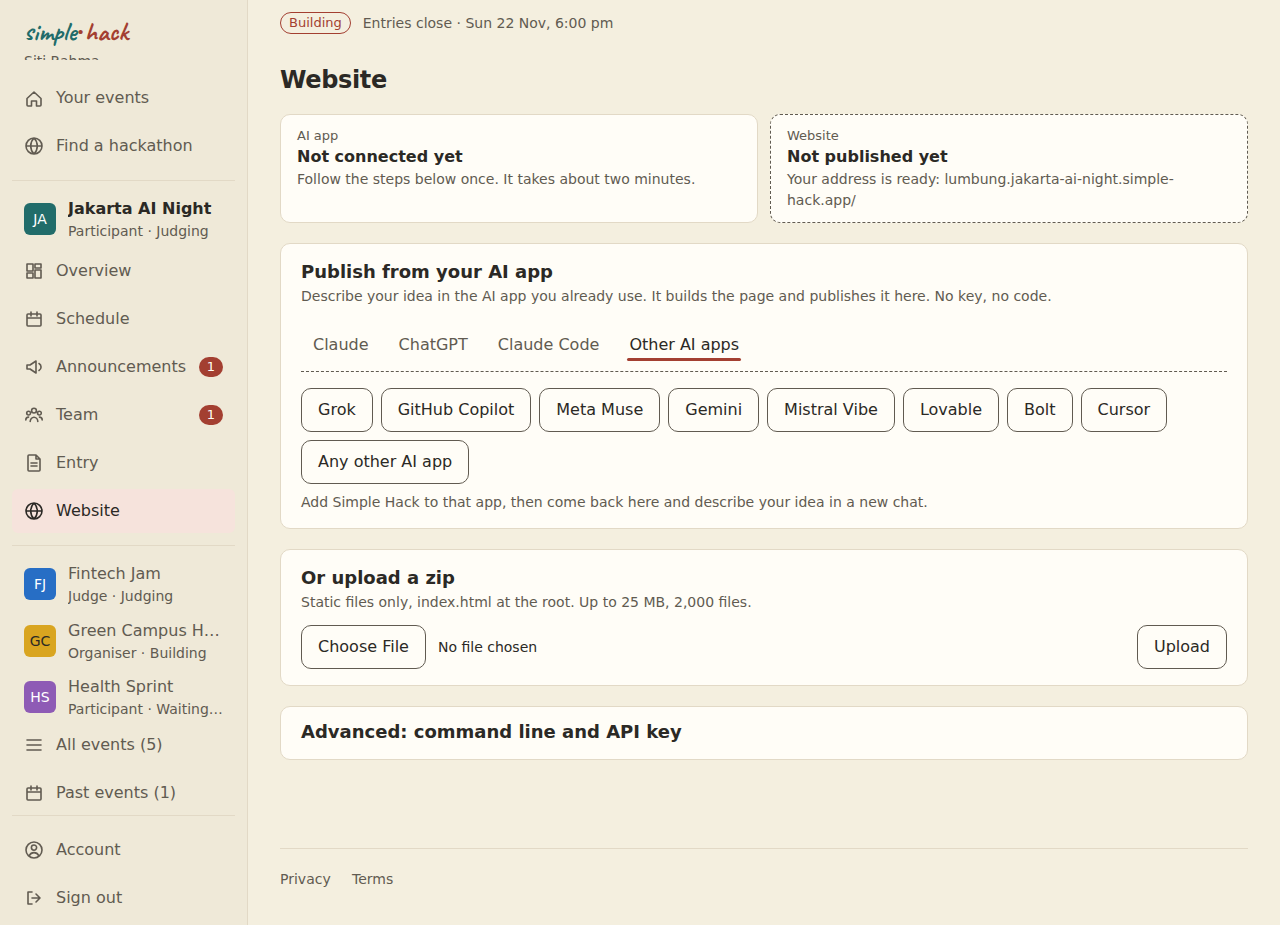 simple·hack
Siti Rahma
Your events
Find a hackathon
JA
Jakarta AI Night
Participant · Judging
Overview
Schedule
Announcements 1
Team 1
Entry
Website
FJ
Fintech Jam
Judge · Judging
GC
Green Campus H…
Organiser · Building
HS
Health Sprint
Participant · Waiting…
All events (5)
Past events (1)
Account
Sign out
Building Entries close · Sun 22 Nov, 6:00 pm
Website
AI app
Not connected yet
Follow the steps below once. It takes about two minutes.
Website
Not published yet
Your address is ready: lumbung.jakarta-ai-night.simple-
hack.app/
Publish from your AI app
Describe your idea in the AI app you already use. It builds the page and publishes it here. No key, no code.
Claude ChatGPT Claude Code Other AI apps
Grok GitHub Copilot Meta Muse Gemini Mistral Vibe Lovable Bolt Cursor
Any other AI app
Add Simple Hack to that app, then come back here and describe your idea in a new chat.
Or upload a zip
Static files only, index.html at the root. Up to 25 MB, 2,000 files.
Choose File No file chosen Upload
Advanced: command line and API key
Privacy Terms